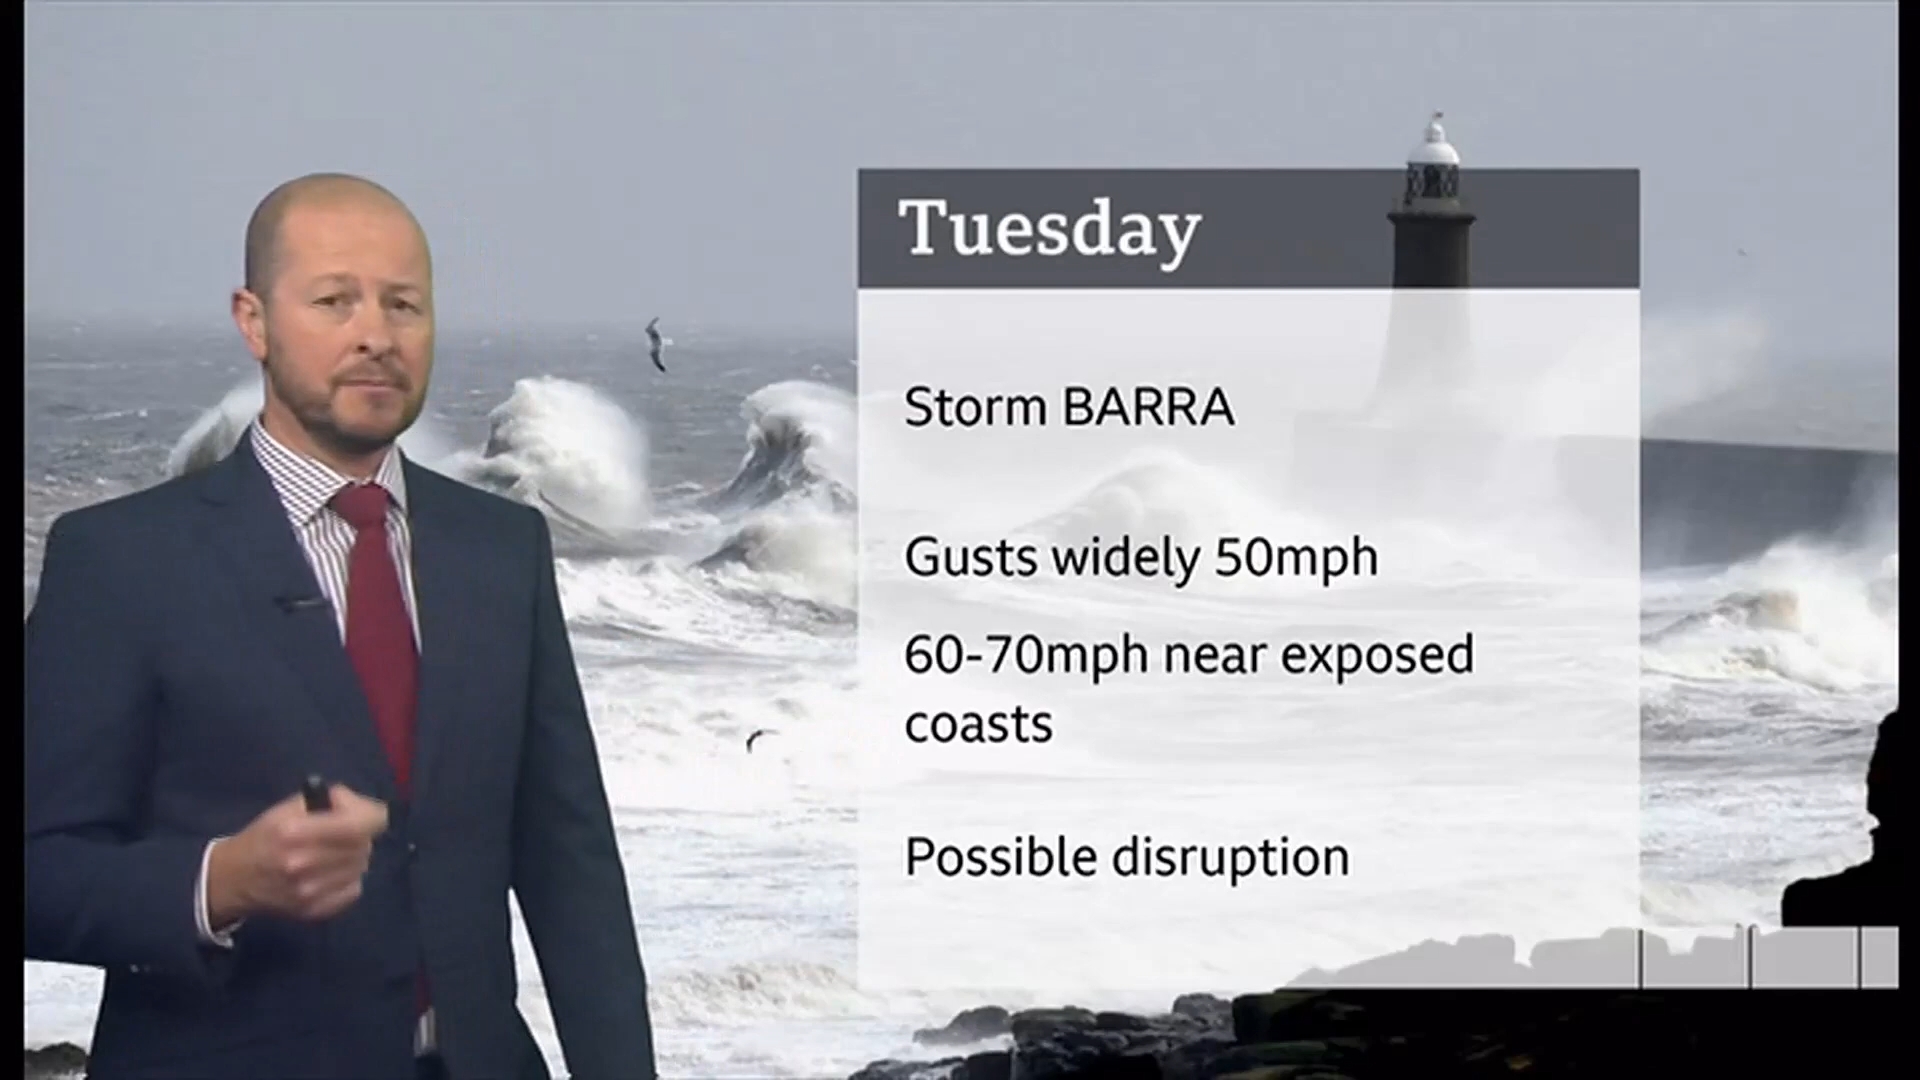 Tuesday
Storm BARRA
Gusts widely 50mph
60-70mph near exposed
coasts
Possible disruption